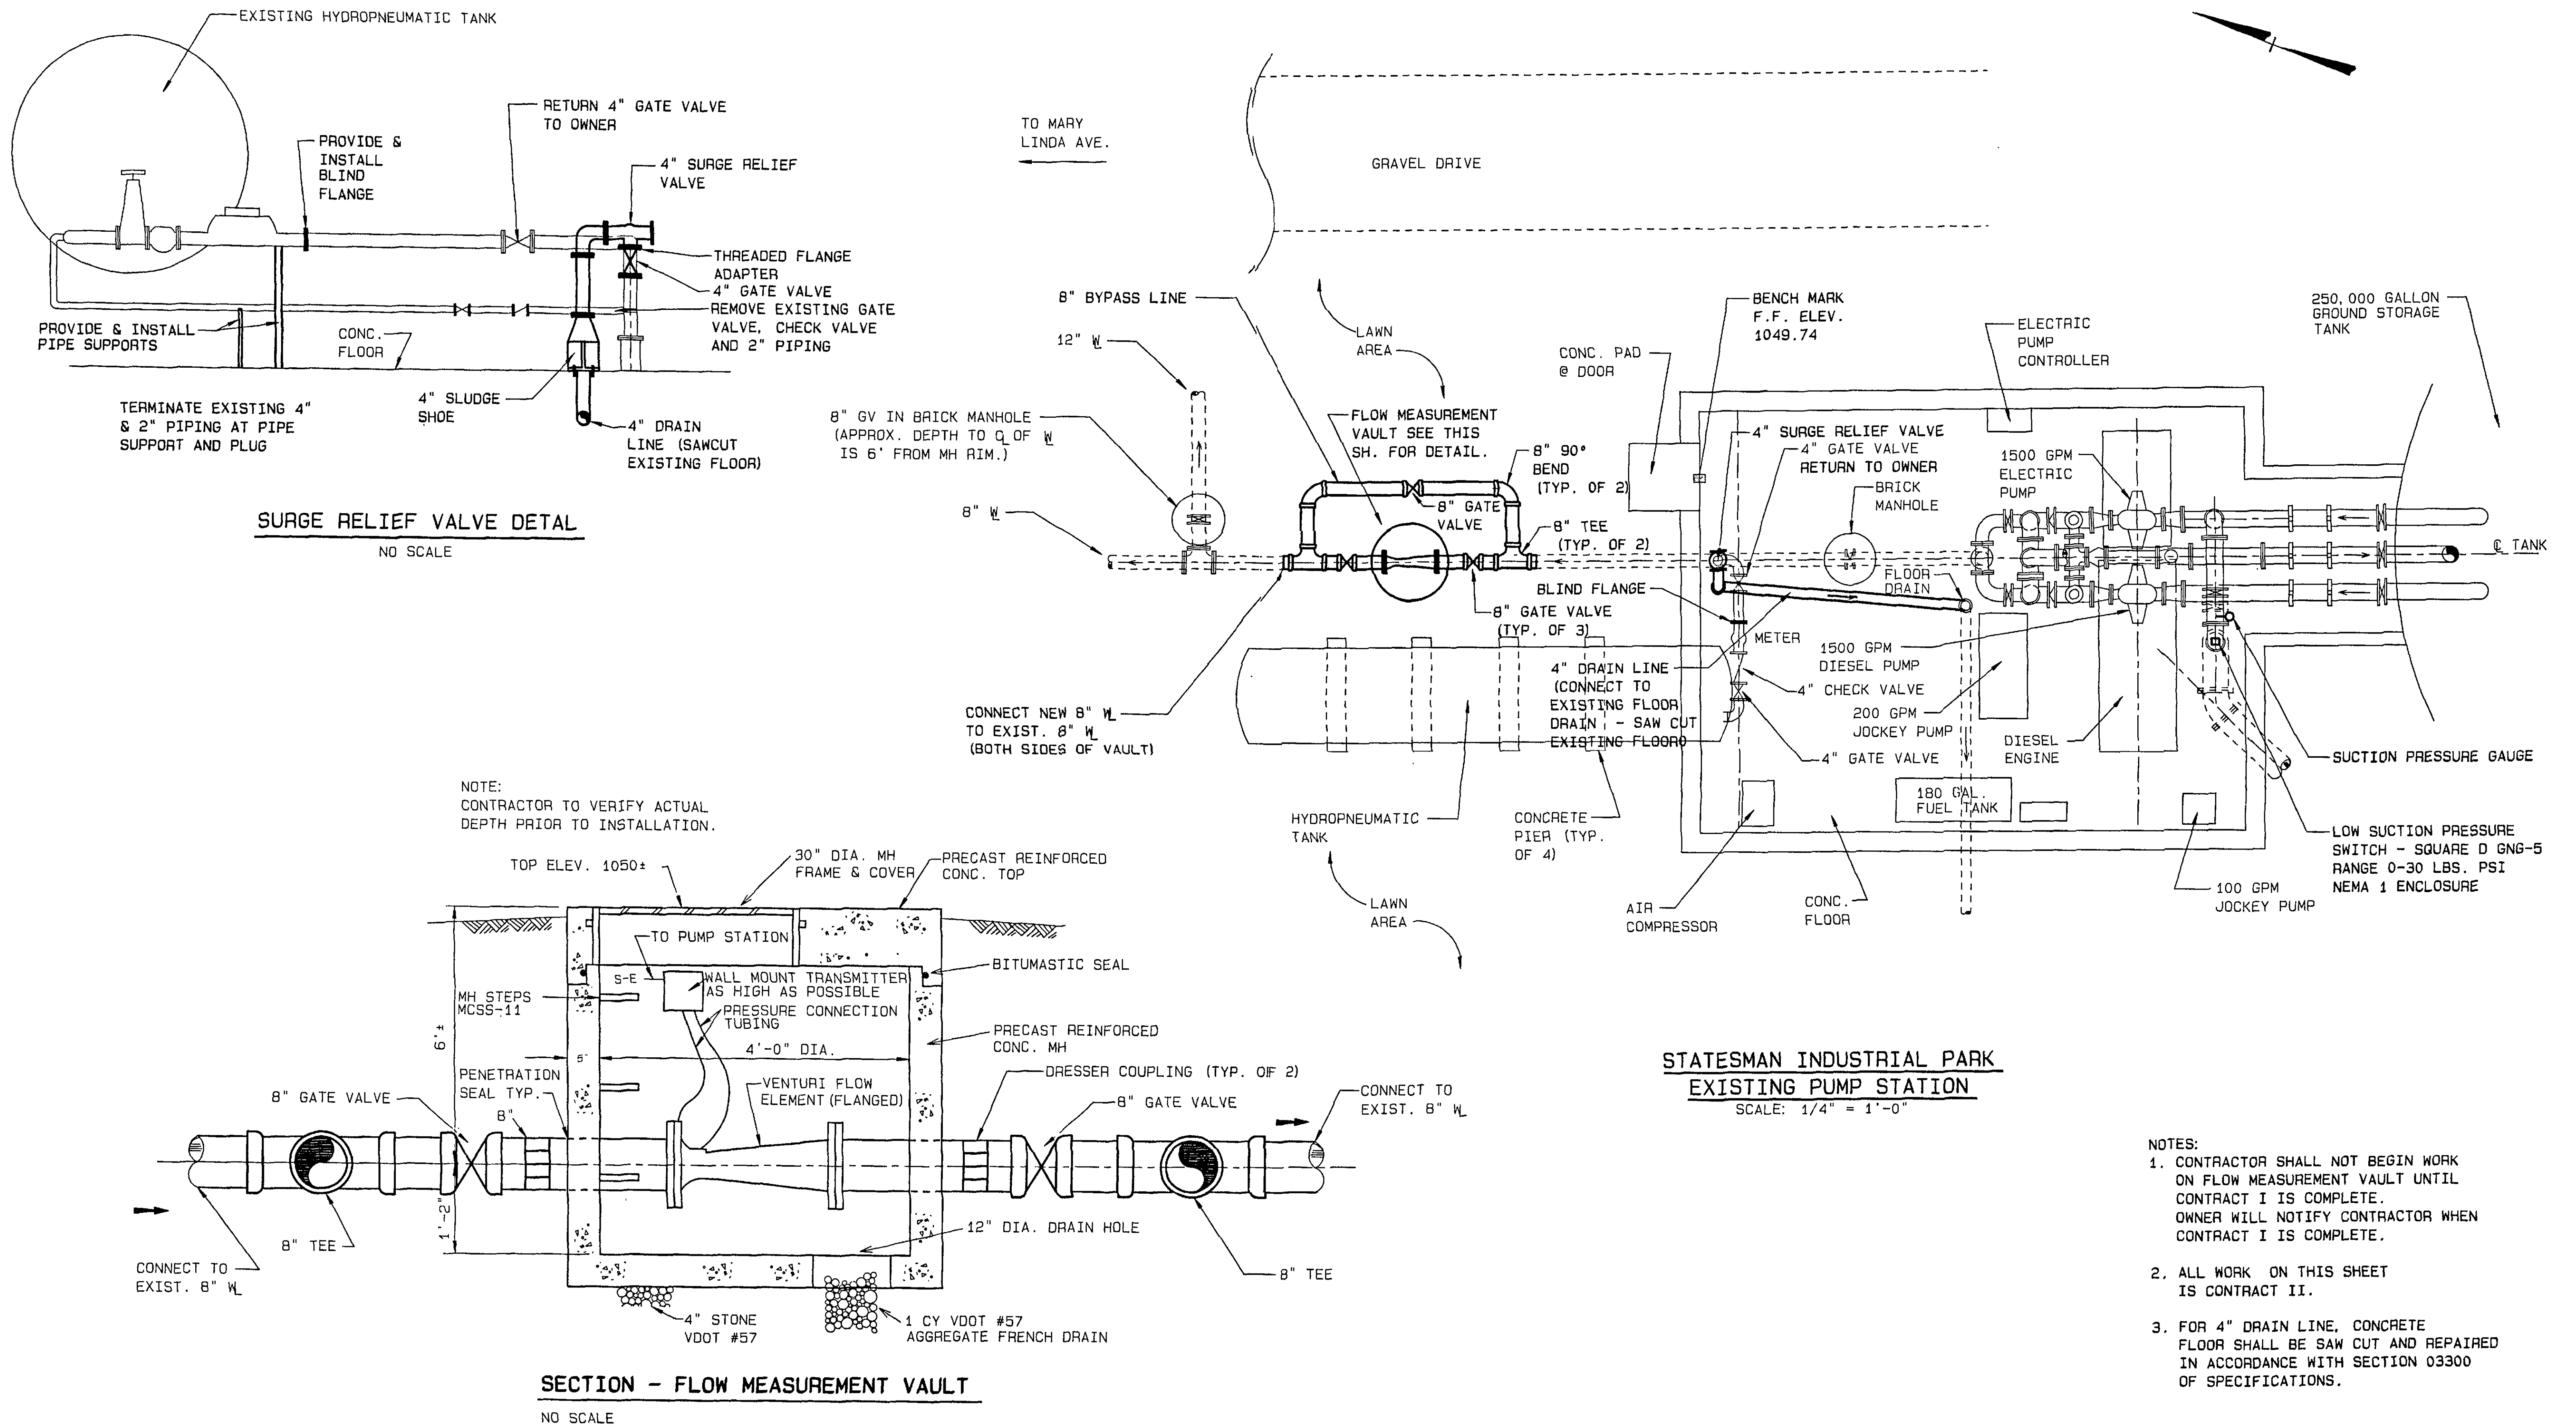 EXISTING HYDROPNEUMATIC TANK
RETURN 4" GATE VALVE
TO OWNER
PROVIDE &
INSTALL
BLIND
FLANGE
4" SURGE RELIEF
VALVE
THREADED FLANGE
ADAPTER
4" GATE VALVE
REMOVE EXISTING GATE
VALVE, CHECK VALVE
AND 2" PIPING
PROVIDE & INSTALL
PIPE SUPPORTS
CONC.
FLOOR
TERMINATE EXISTING 4"
& 2" PIPING AT PIPE
SUPPORT AND PLUG
4" SLUDGE
SHOE
4" DRAIN
LINE (SAWCUT
EXISTING FLOOR)
SURGE RELIEF VALVE DETAL
NO SCALE
TO MARY
LINDA AVE.
GRAVEL DRIVE
8" BYPASS LINE
12" WL
LAWN
AREA
8" GV IN BRICK MANHOLE
(APPROX. DEPTH TO CL OF WL
IS 6' FROM MH RIM.)
FLOW MEASUREMENT
VAULT SEE THIS
SH. FOR DETAIL.
8" 90°
BEND
(TYP. OF 2)
8" GATE
VALVE
8" WL
8" TEE
(TYP. OF 2)
8" GATE VALVE
(TYP. OF 3)
CONNECT NEW 8" WL
TO EXIST. 8" WL
(BOTH SIDES OF VAULT)
BENCH MARK
F.F. ELEV.
1049.74
CONC. PAD
@ DOOR
ELECTRIC
PUMP
CONTROLLER
250,000 GALLON
GROUND STORAGE
TANK
4" SURGE RELIEF VALVE
4" GATE VALVE
RETURN TO OWNER
BRICK
MANHOLE
1500 GPM
ELECTRIC
PUMP
CL TANK
FLOOR
DRAIN
BLIND FLANGE
METER
4" DRAIN LINE
(CONNECT TO
EXISTING FLOOR
DRAIN - SAW CUT
EXISTING FLOOR)
1500 GPM
DIESEL PUMP
4" CHECK VALVE
200 GPM
JOCKEY PUMP
4" GATE VALVE
DIESEL
ENGINE
SUCTION PRESSURE GAUGE
180 GAL.
FUEL TANK
HYDROPNEUMATIC
TANK
CONCRETE
PIER (TYP.
OF 4)
LAWN
AREA
AIR
COMPRESSOR
CONC.
FLOOR
LOW SUCTION PRESSURE
SWITCH - SQUARE D GNG-5
RANGE 0-30 LBS. PSI
NEMA 1 ENCLOSURE
100 GPM
JOCKEY PUMP
STATESMAN INDUSTRIAL PARK
EXISTING PUMP STATION
SCALE: 1/4" = 1'-0"
NOTE:
CONTRACTOR TO VERIFY ACTUAL
DEPTH PRIOR TO INSTALLATION.
TOP ELEV. 1050±
30" DIA. MH
FRAME & COVER
PRECAST REINFORCED
CONC. TOP
TO PUMP STATION
S-E
WALL MOUNT TRANSMITTER
AS HIGH AS POSSIBLE
BITUMASTIC SEAL
MH STEPS
MCSS-11
PRESSURE CONNECTION
TUBING
6'±
5"
4'-0" DIA.
PRECAST REINFORCED
CONC. MH
PENETRATION
SEAL TYP.
8"
VENTURI FLOW
ELEMENT (FLANGED)
DRESSER COUPLING (TYP. OF 2)
8" GATE VALVE
8" GATE VALVE
CONNECT TO
EXIST. 8" WL
1'-2"
12" DIA. DRAIN HOLE
8" TEE
8" TEE
CONNECT TO
EXIST. 8" WL
4" STONE
VDOT #57
1 CY VDOT #57
AGGREGATE FRENCH DRAIN
SECTION - FLOW MEASUREMENT VAULT
NO SCALE
NOTES:
1. CONTRACTOR SHALL NOT BEGIN WORK
ON FLOW MEASUREMENT VAULT UNTIL
CONTRACT I IS COMPLETE.
OWNER WILL NOTIFY CONTRACTOR WHEN
CONTRACT I IS COMPLETE.
2. ALL WORK ON THIS SHEET
IS CONTRACT II.
3. FOR 4" DRAIN LINE, CONCRETE
FLOOR SHALL BE SAW CUT AND REPAIRED
IN ACCORDANCE WITH SECTION 03300
OF SPECIFICATIONS.